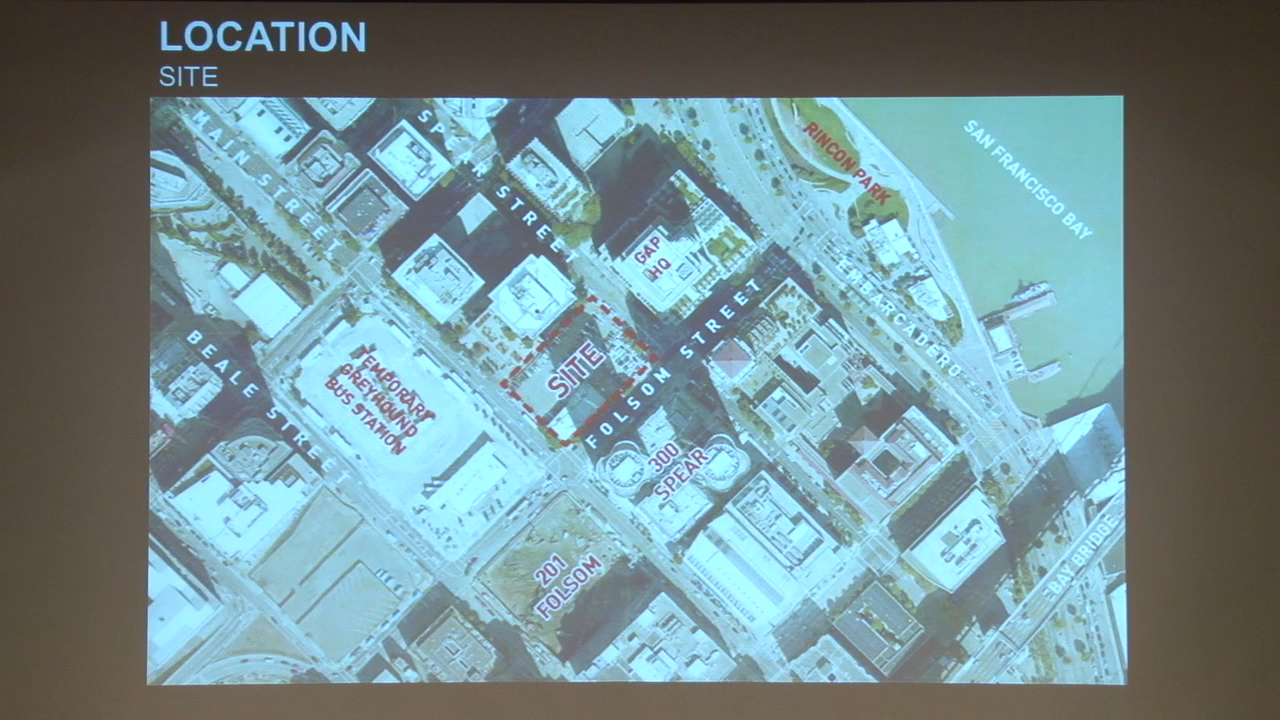 LOCATION
SITE
MAIN STREET
SPEAR STREET
RINCON PARK
SAN FRANCISCO BAY
GAP
HQ
EMBARCADERO
BEALE STREET
TEMPORARY
GREYHOUND
BUS STATION
SITE
FOLSOM STREET
300
SPEAR
201
FOLSOM
BAY BRIDGE